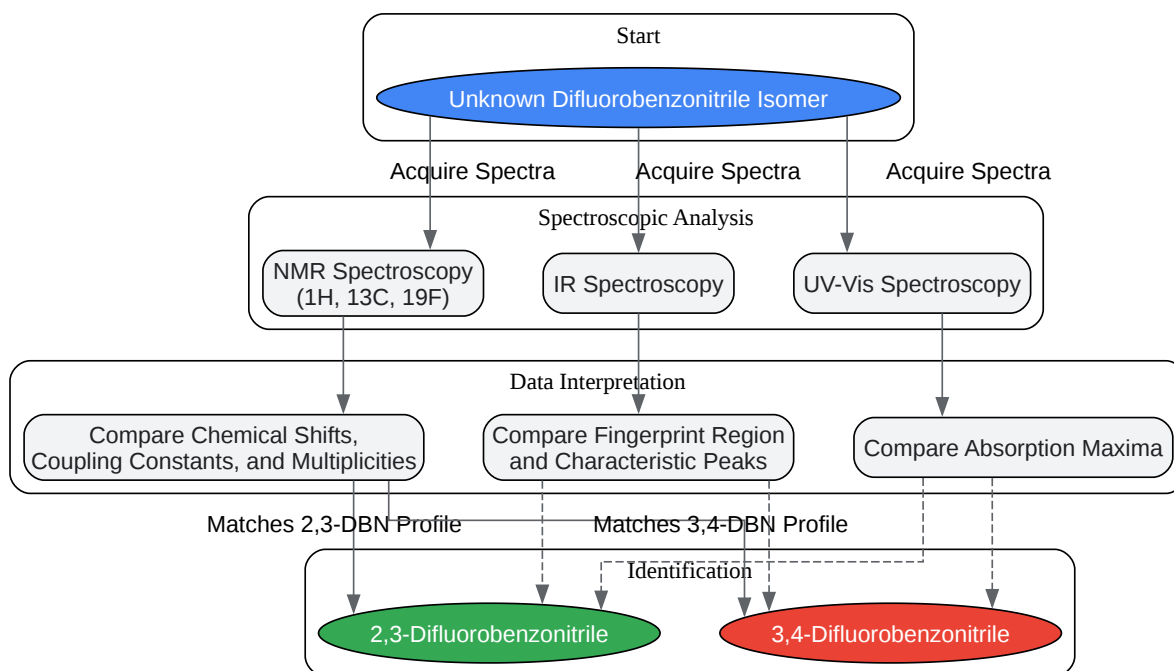 Start
Unknown Difluorobenzonitrile Isomer
Acquire Spectra
Acquire Spectra
Acquire Spectra
Spectroscopic Analysis
NMR Spectroscopy
(1H, 13C, 19F)
IR Spectroscopy
UV-Vis Spectroscopy
Data Interpretation
Compare Chemical Shifts,
Coupling Constants, and Multiplicities
Compare Fingerprint Region
and Characteristic Peaks
Compare Absorption Maxima
Matches 2,3-DBN Profile
Matches 3,4-DBN Profile
Identification
2,3-Difluorobenzonitrile
3,4-Difluorobenzonitrile